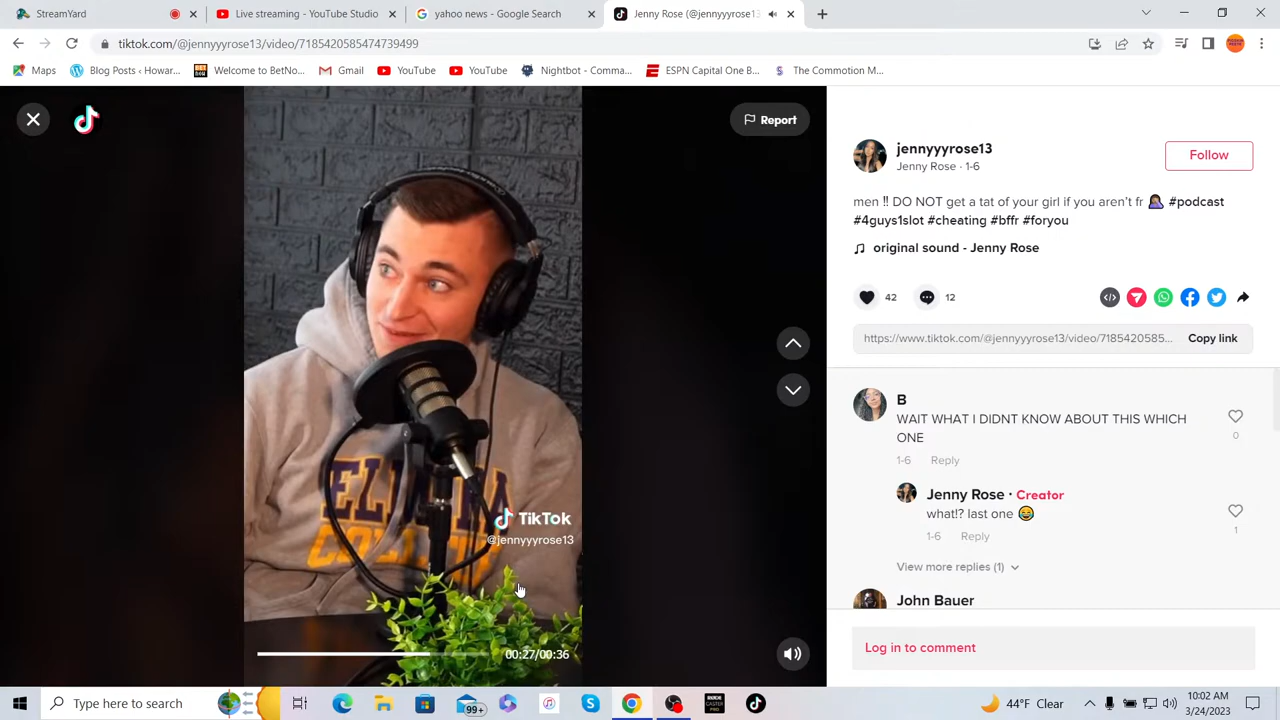 StreamYard
Live streaming - YouTube Studio
yahoo news - Google Search
Jenny Rose (@jennyyyrose13
tiktok.com/@jennyyyrose13/video/7185420585474739499
Maps
Blog Posts ‹ Howar...
Welcome to BetNo...
Gmail
YouTube
YouTube
Nightbot - Comma...
ESPN Capital One B...
The Commotion M...
Report
jennyyyrose13
Jenny Rose · 1-6
Follow
men ‼ DO NOT get a tat of your girl if you aren't fr 🤦🏽‍♀️ #podcast
#4guys1slot #cheating #bffr #foryou
original sound - Jenny Rose
42
12
https://www.tiktok.com/@jennyyyrose13/video/7185420585...
Copy link
B
WAIT WHAT I DIDNT KNOW ABOUT THIS WHICH
ONE
0
1-6 Reply
Jenny Rose · Creator
what!? last one 😂
1
1-6 Reply
View more replies (1)
John Bauer
Log in to comment
TikTok
@jennyyyrose13
00:27/00:36
Type here to search
99+
44°F Clear
10:02 AM
3/24/2023